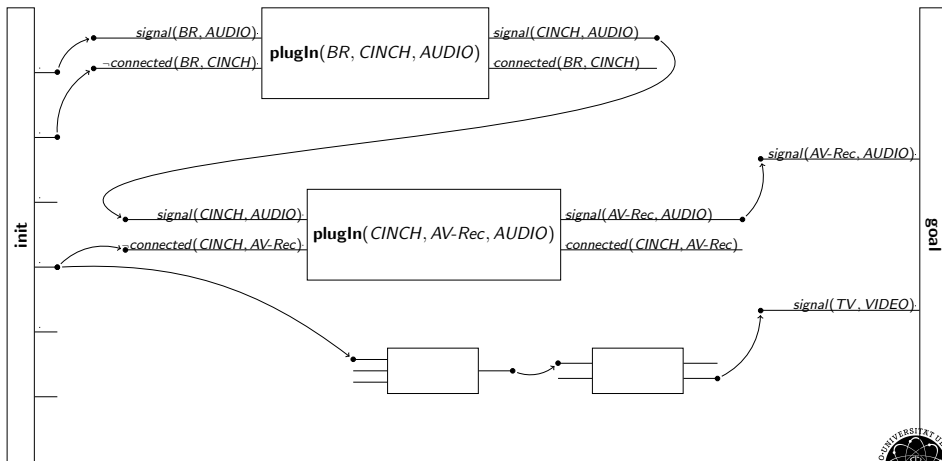 signal(BR, AUDIO)
¬connected(BR, CINCH)
plugIn(BR, CINCH, AUDIO)
signal(CINCH, AUDIO)
connected(BR, CINCH)
signal(AV-Rec, AUDIO)
init
goal
signal(CINCH, AUDIO)
¬connected(CINCH, AV-Rec)
plugIn(CINCH, AV-Rec, AUDIO)
signal(AV-Rec, AUDIO)
connected(CINCH, AV-Rec)
signal(TV, VIDEO)